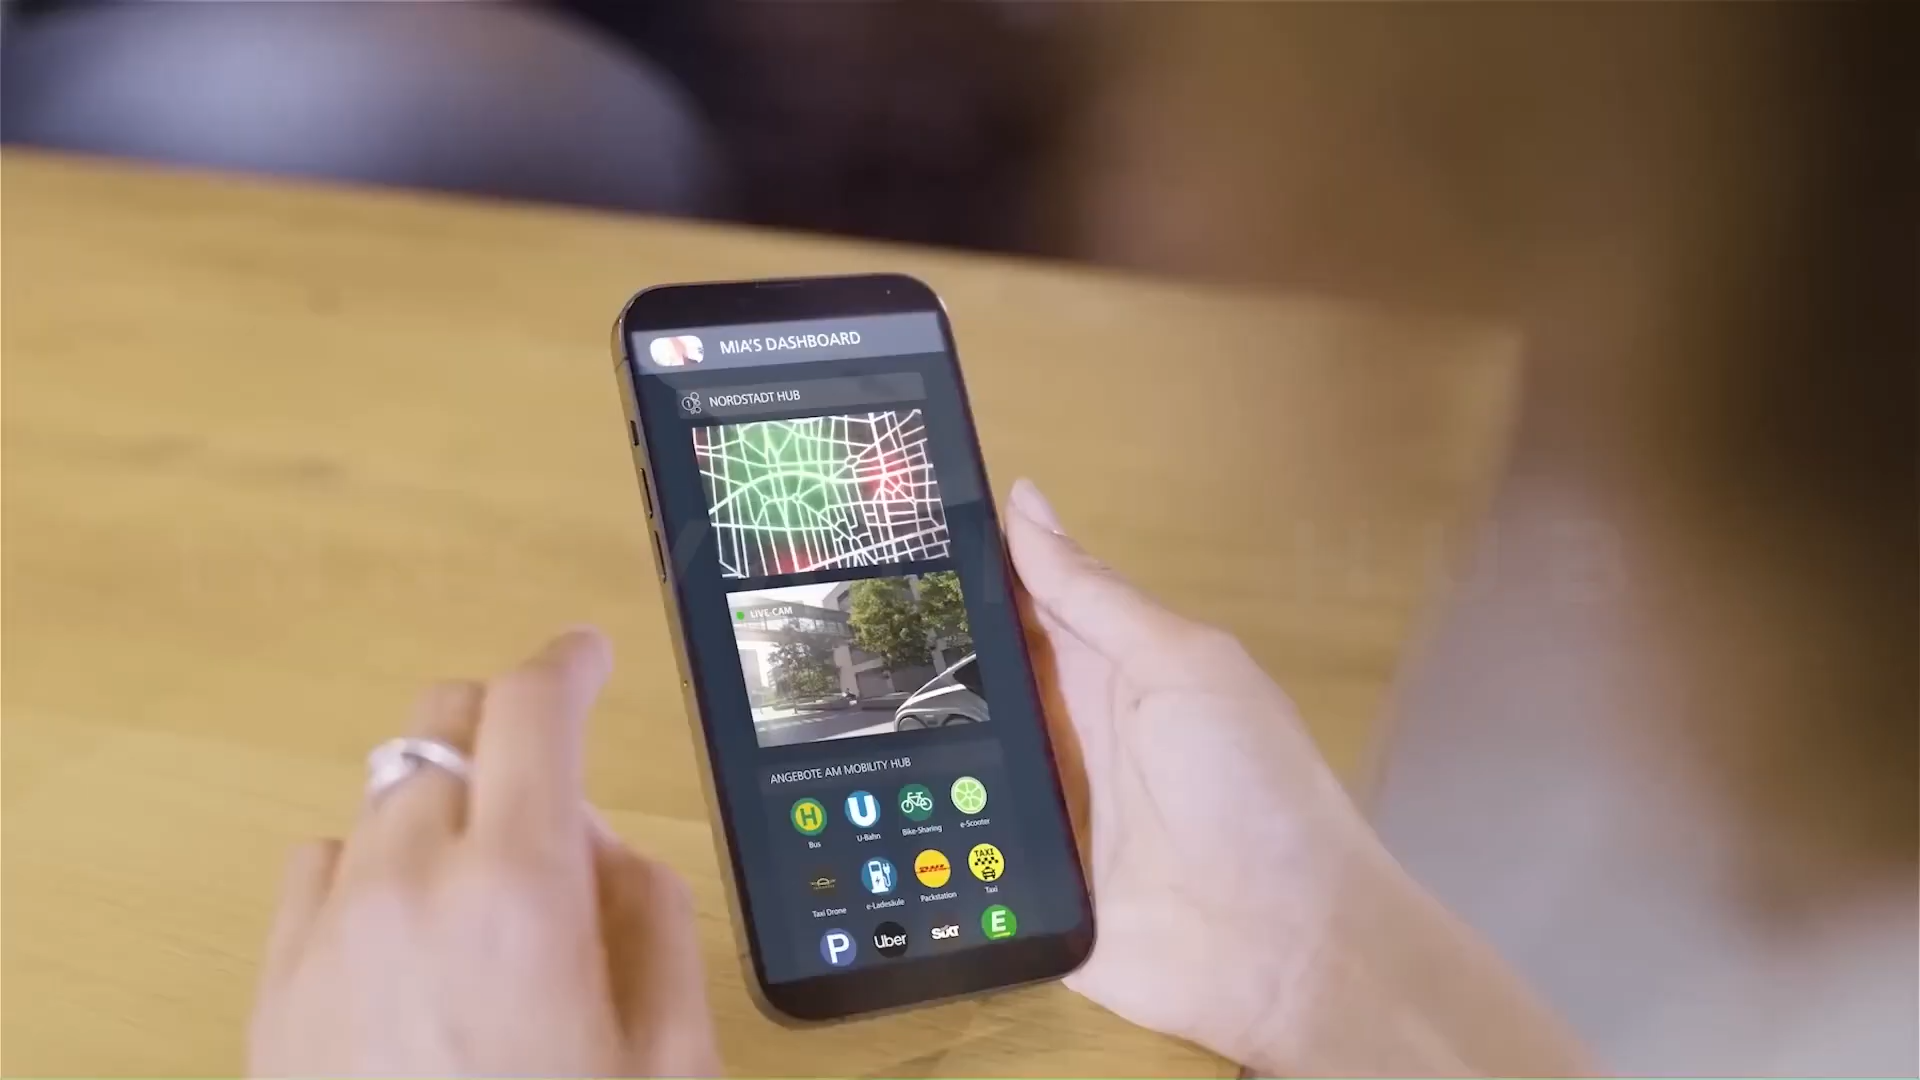 MIA'S DASHBOARD
NORDSTADT HUB
LIVE-CAM
ANGEBOTE AM MOBILITY HUB
H U
Bus U-Bahn Bike-Sharing e-Scooter
DHL TAXI
Taxi Drone e-Ladesäule Packstation Taxi
P Uber SIXT E